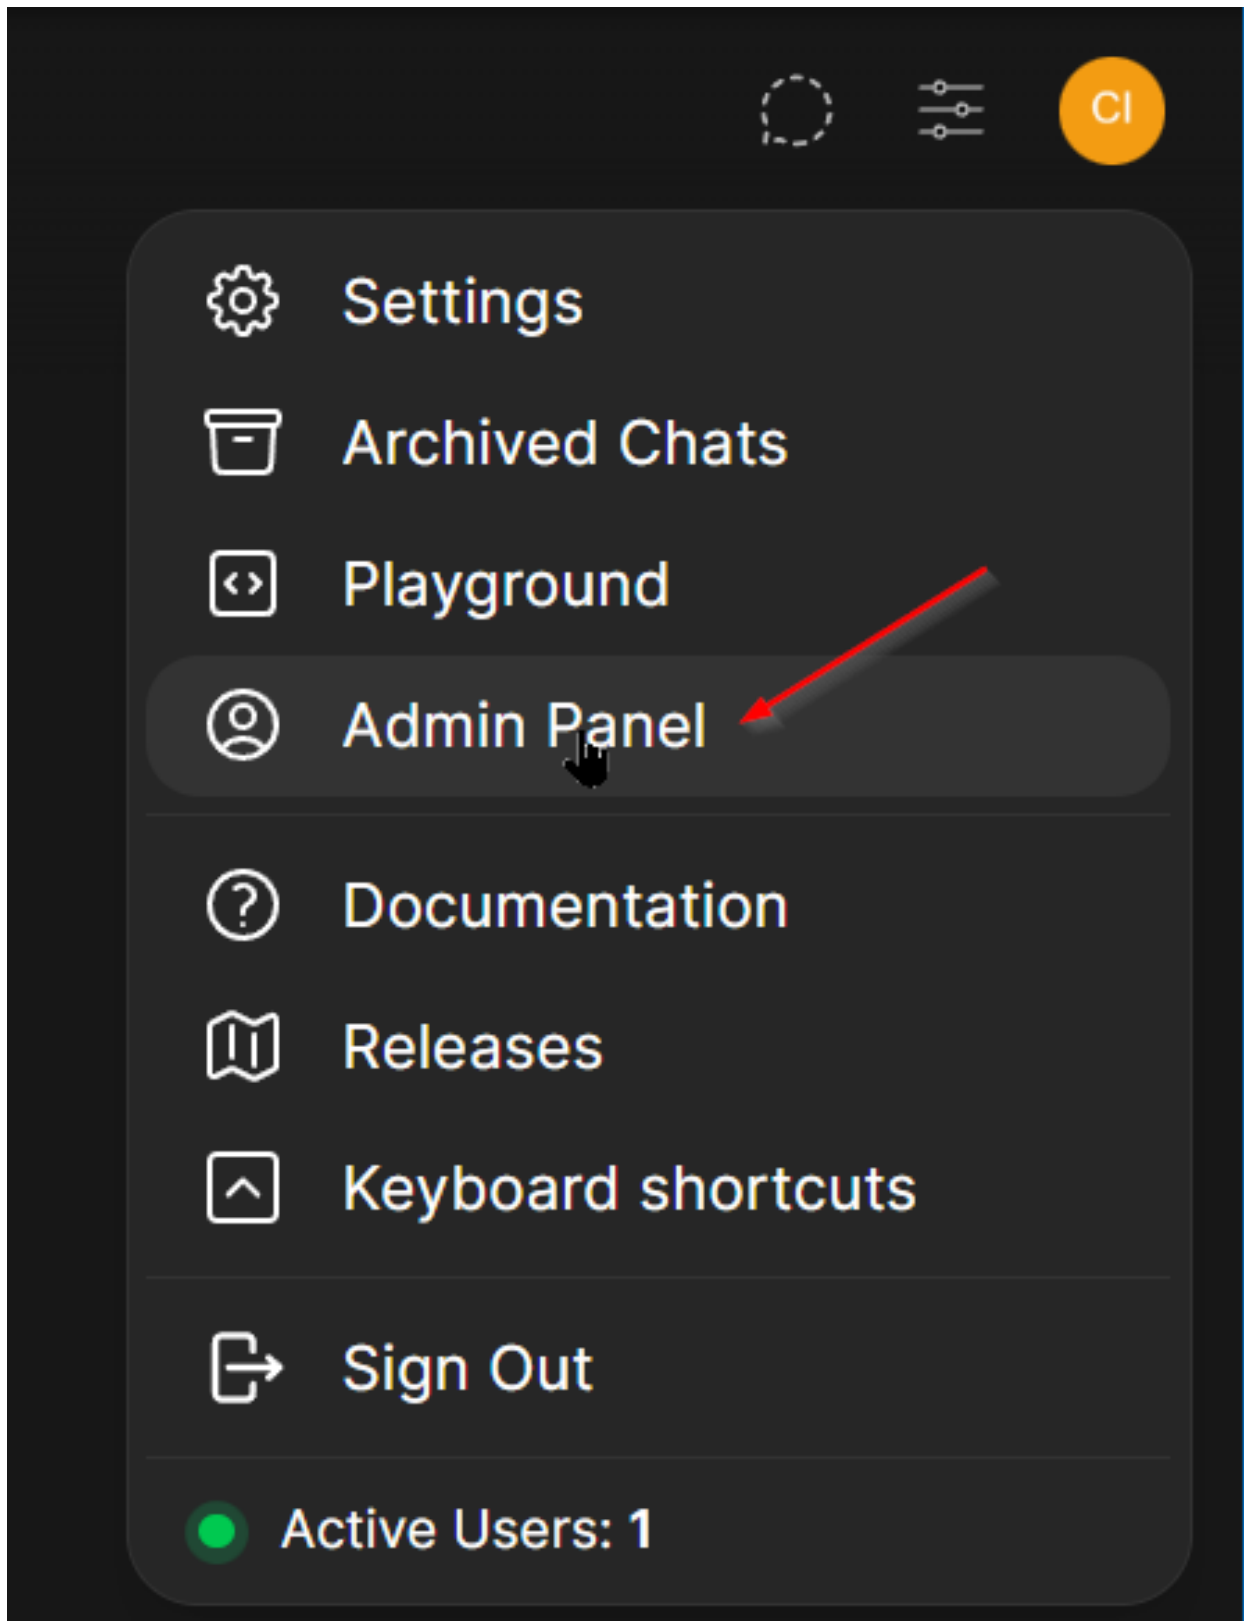 CI
Settings
Archived Chats
Playground
Admin Panel
Documentation
Releases
Keyboard shortcuts
Sign Out
Active Users: 1